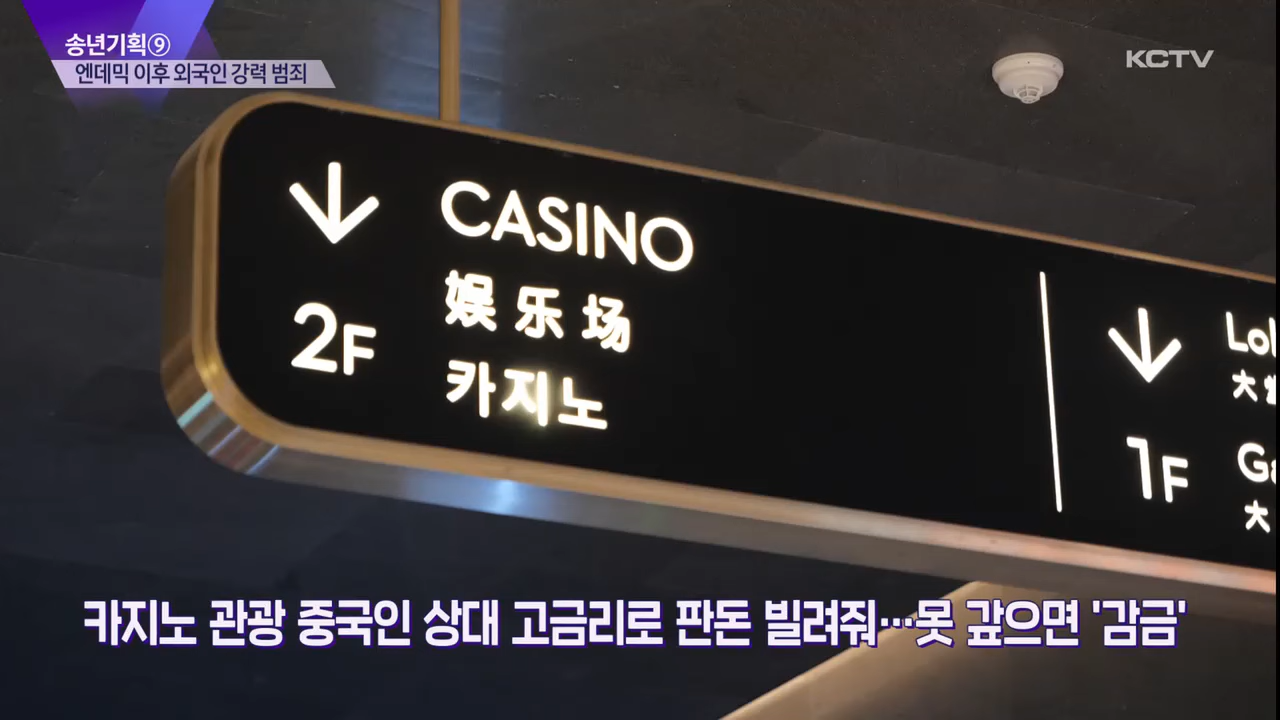 송년기획⑨
엔데믹 이후 외국인 강력 범죄
KCTV
CASINO
娱乐场
카지노
2F
1F
카지노 관광 중국인 상대 고금리로 판돈 빌려줘…못 갚으면 '감금'